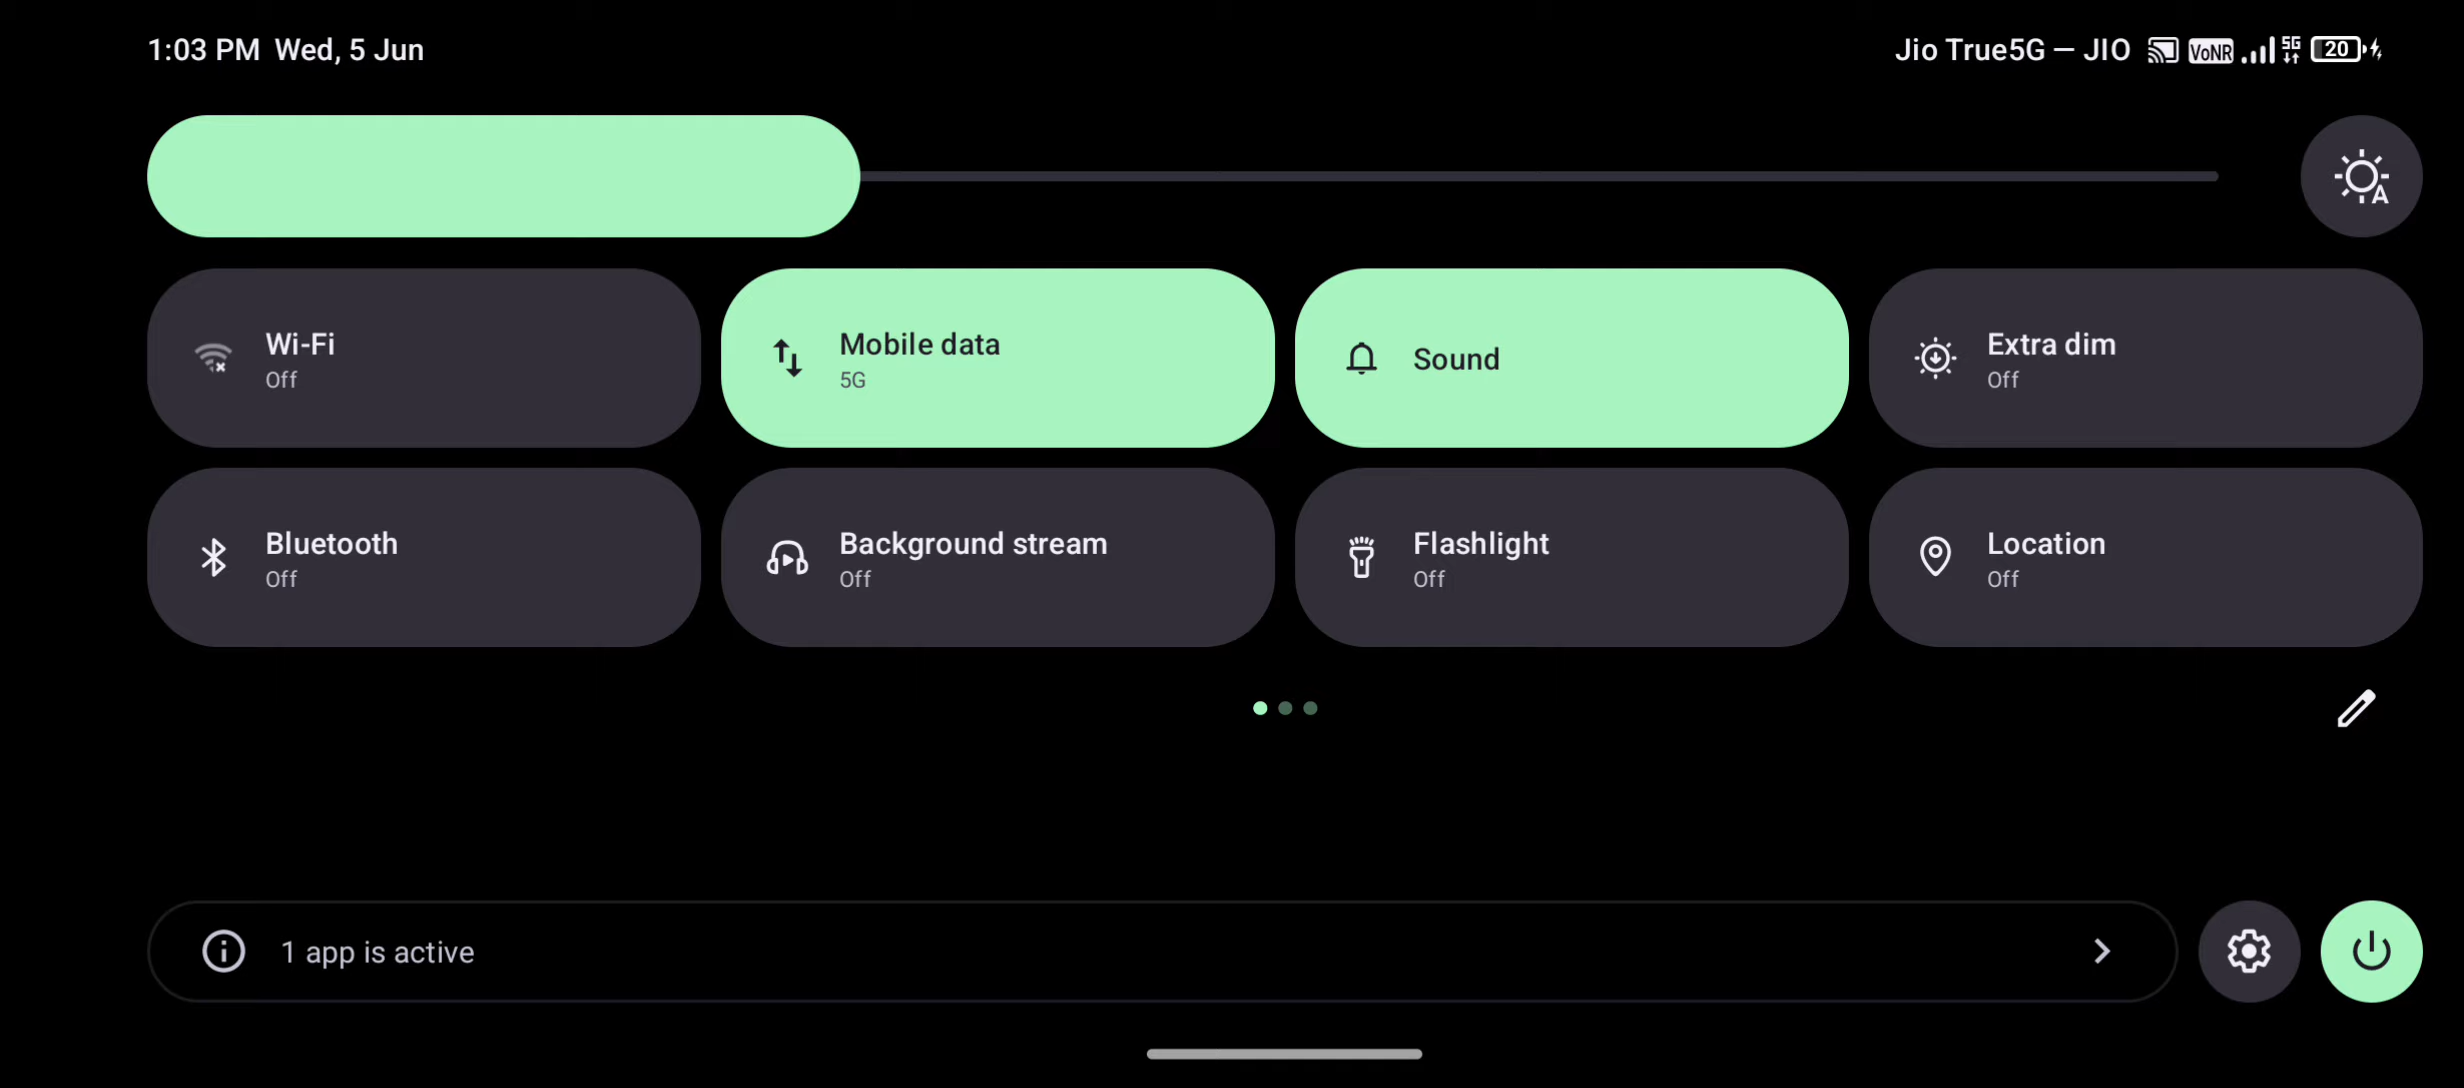 1:03 PM Wed, 5 Jun
Jio True5G — JIO VoNR 5G 20
A
Wi-Fi
Off
Mobile data
5G
Sound
Extra dim
Off
Bluetooth
Off
Background stream
Off
Flashlight
Off
Location
Off
1 app is active